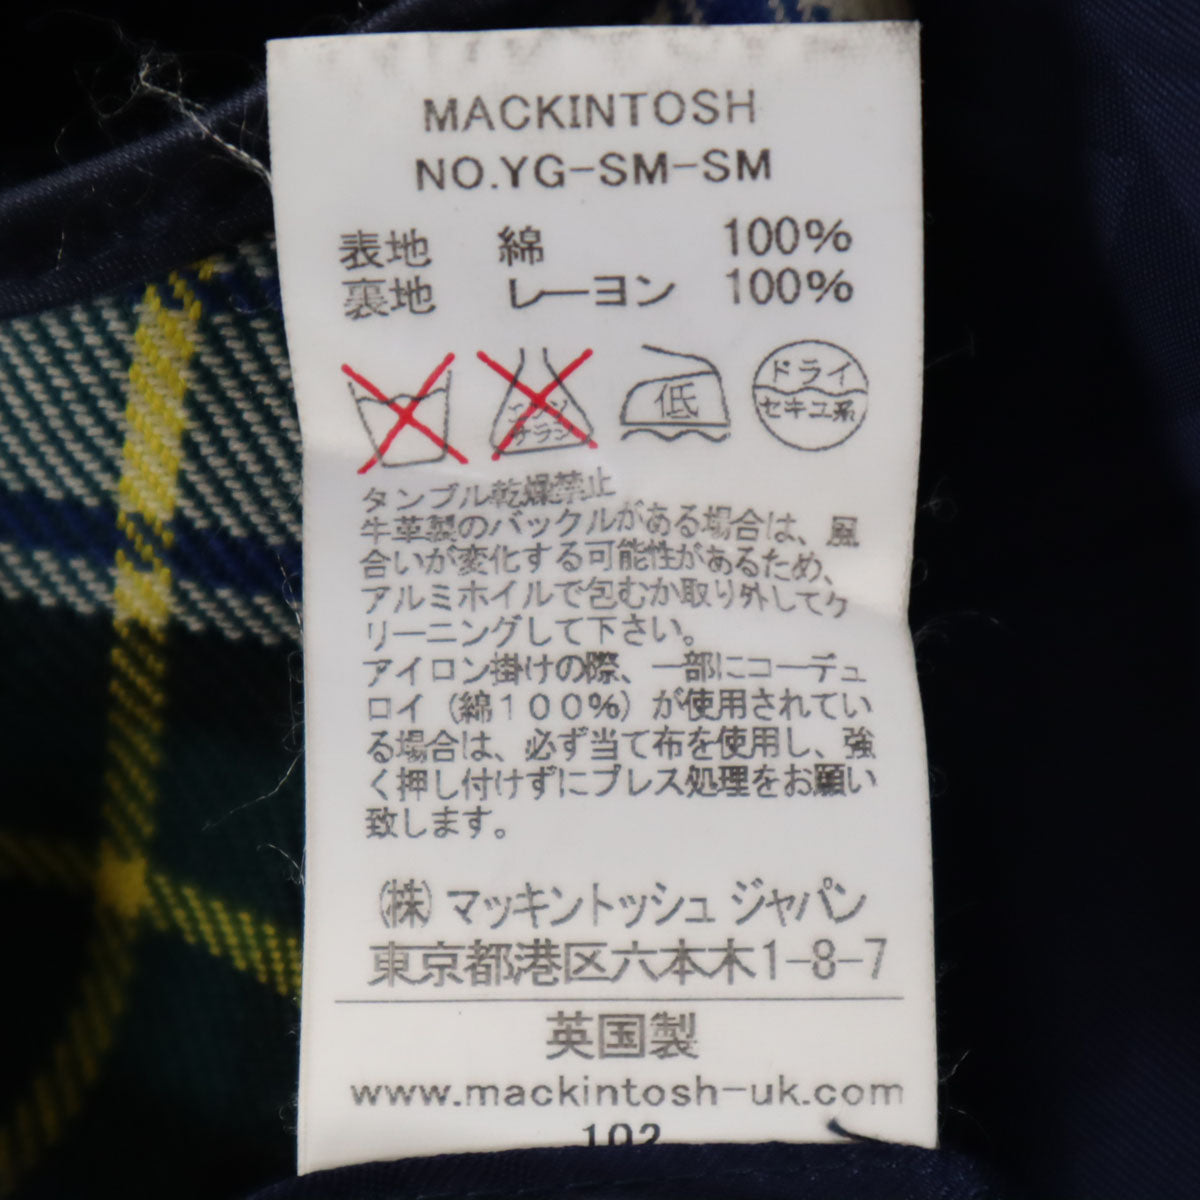 MACKINTOSH
NO.YG-SM-SM
表地 綿 100%
裏地 レーヨン 100%
エンソ
サラシ
低
ドライ
セキユ系
タンブル乾燥禁止
牛革製のバックルがある場合は、風
合いが変化する可能性があるため、
アルミホイルで包むか取り外してク
リーニングして下さい。
アイロン掛けの際、一部にコーデュ
ロイ(綿100%)が使用されてい
る場合は、必ず当て布を使用し、強
く押し付けずにプレス処理をお願い
致します。
(株)マッキントッシュ ジャパン
東京都港区六本木1-8-7
英国製
www.mackintosh-uk.com
102